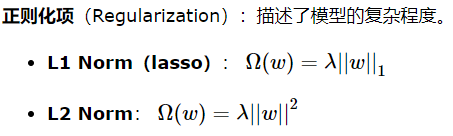 正则化项（Regularization）：描述了模型的复杂程度。
• L1 Norm（lasso）： Ω(w) = λ||w||₁
• L2 Norm： Ω(w) = λ||w||²